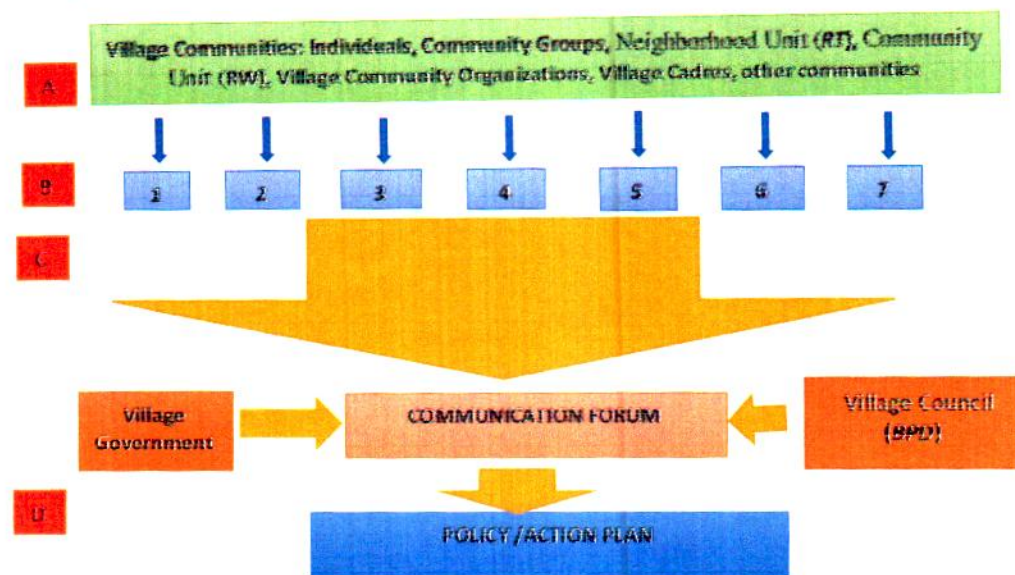 Village Communities: Individuals, Community Groups, Neighborhood Unit (RT), Community
Unit (RW), Village Community Organizations, Village Cadres, other communities
A
B
1 2 3 4 5 6 7
C
Village
Government
COMMUNICATION FORUM
Village Council
(BPD)
D
POLICY /ACTION PLAN